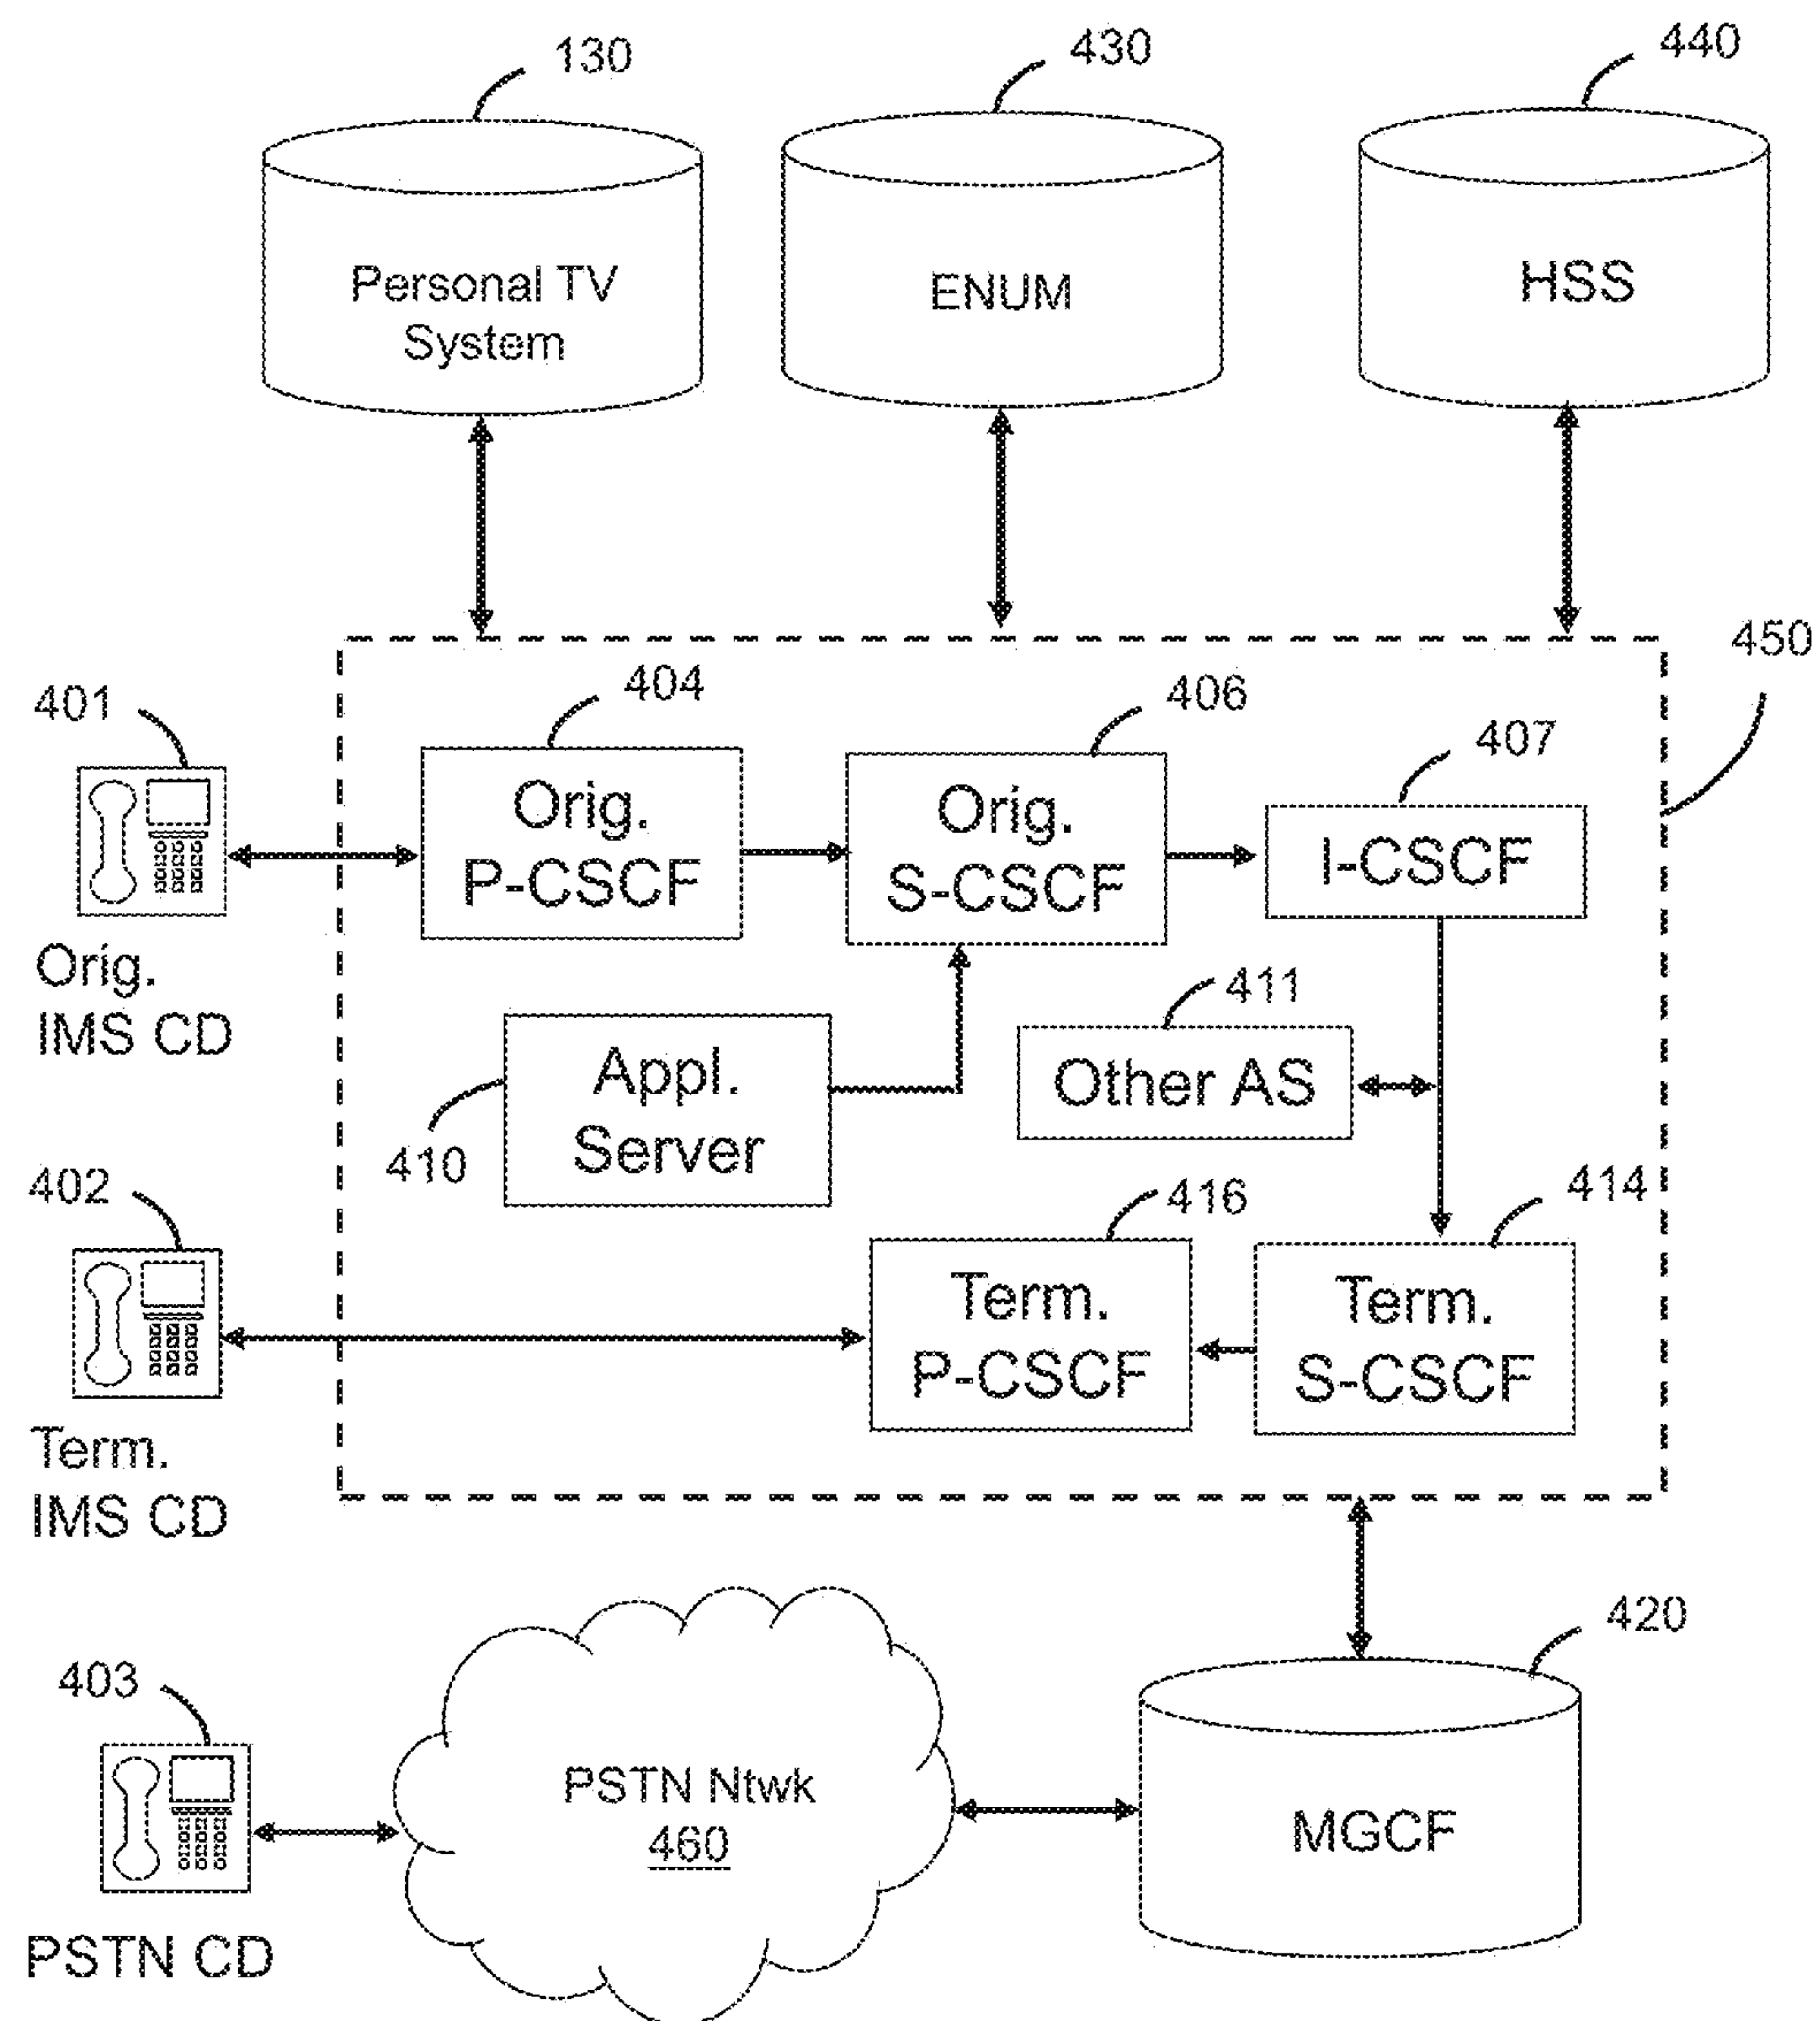 130
430
440
Personal TV
System
ENUM
HSS
450
401
404
406
407
Orig.
P-CSCF
Orig.
S-CSCF
I-CSCF
Orig.
IMS CD
411
Appl.
Server
Other AS
410
402
416
414
Term.
P-CSCF
Term.
S-CSCF
Term.
IMS CD
420
403
PSTN Ntwk
460
MGCF
PSTN CD